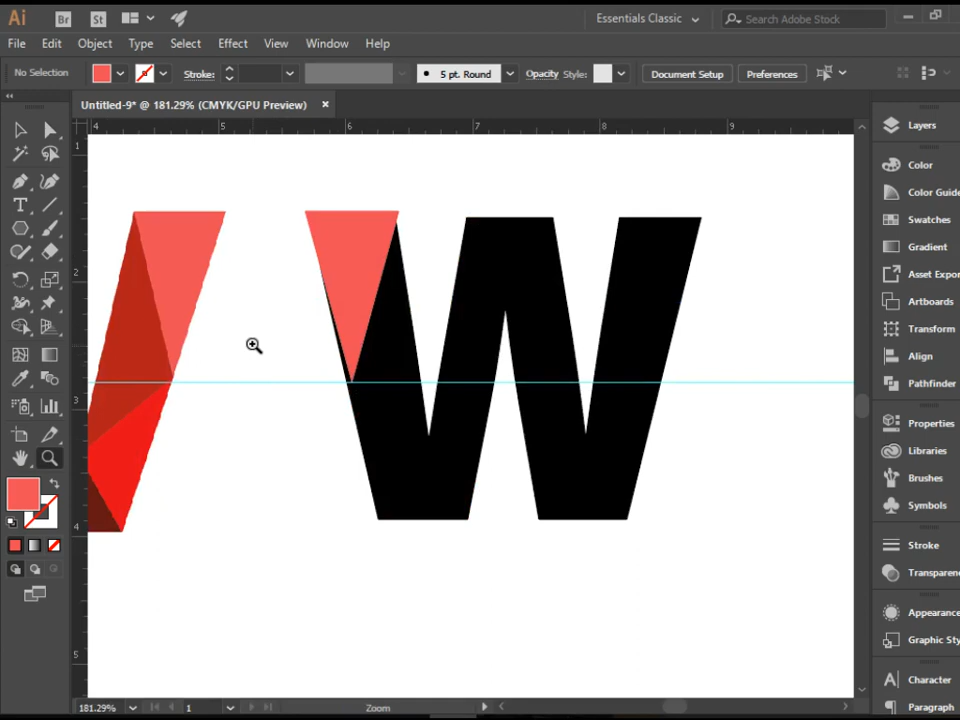 Ai Br St Essentials Classic Search Adobe Stock
File Edit Object Type Select Effect View Window Help
No Selection Stroke: 5 pt. Round Opacity Style: Document Setup Preferences
Untitled-9* @ 181.29% (CMYK/GPU Preview) ×
4 5 6 7 8 9
1
2
3
4
5
W
Layers
Color
Color Guide
Swatches
Gradient
Asset Expor
Artboards
Transform
Align
Pathfinder
Properties
Libraries
Brushes
Symbols
Stroke
Transparen
Appearance
Graphic Sty
Character
Paragraph
181.29% 1 Zoom